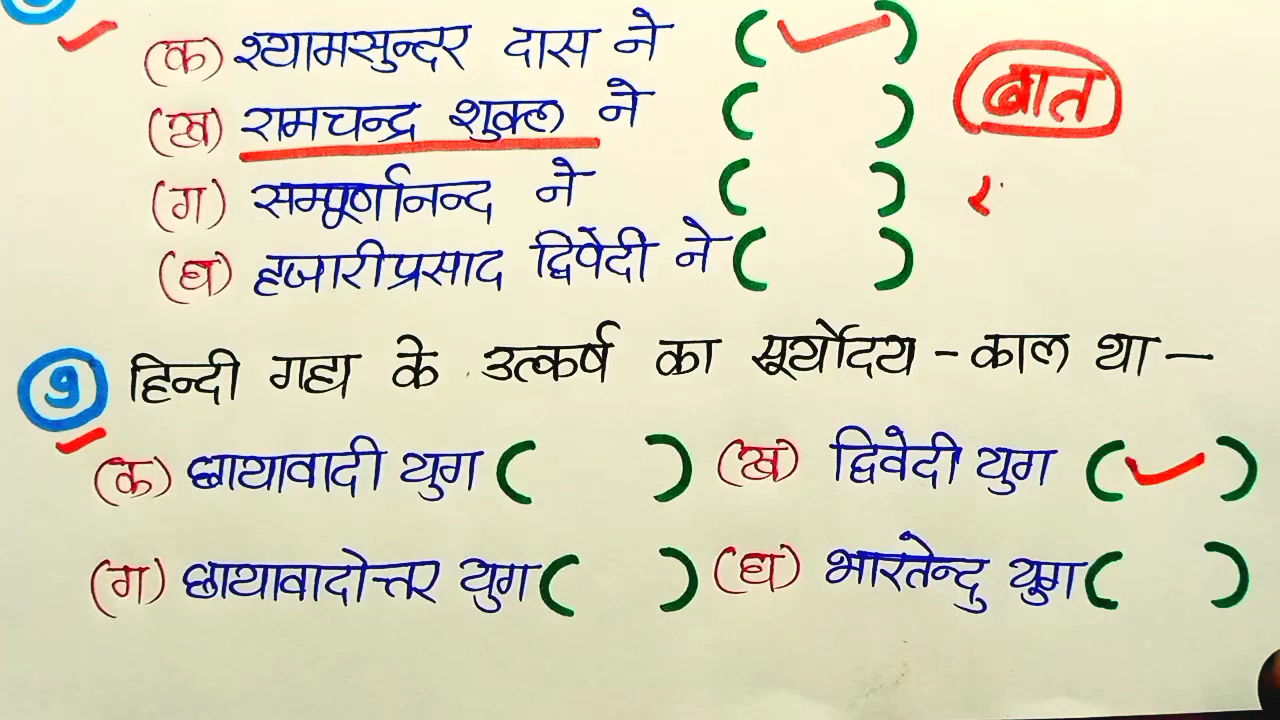 (क) श्यामसुन्दर दास ने ( ✓ )
बात
(ख) रामचन्द्र शुक्ल ने ( )
(ग) सम्पूर्णानन्द ने ( )
(घ) हजारीप्रसाद द्विवेदी ने ( )
9 हिन्दी गद्य के उत्कर्ष का सूर्योदय - काल था -
(क) छायावादी युग ( ) (ख) द्विवेदी युग ( ✓ )
(ग) छायावादोत्तर युग ( ) (घ) भारतेन्दु युग ( )